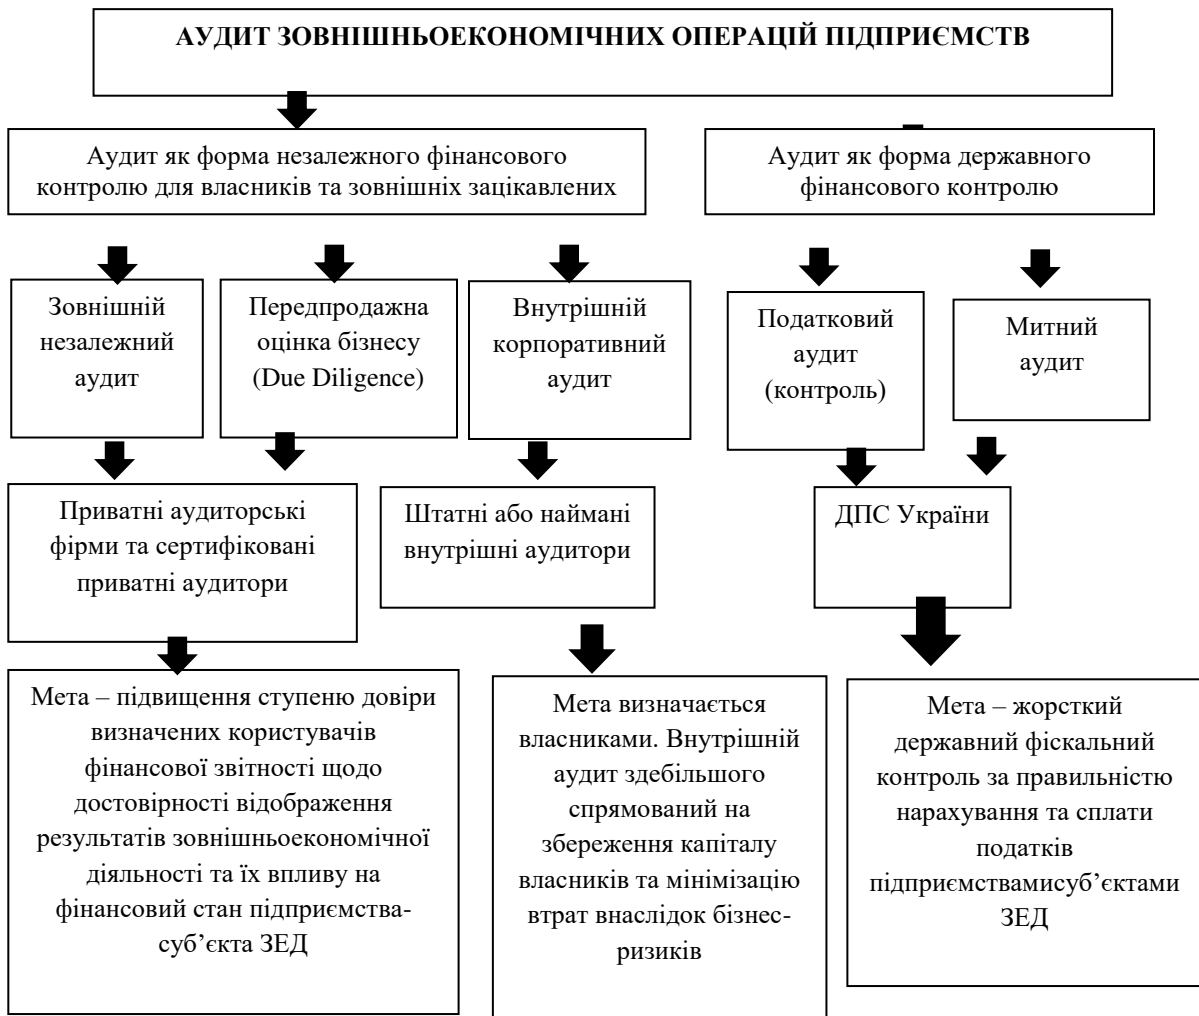 АУДИТ ЗОВНІШНЬОЕКОНОМІЧНИХ ОПЕРАЦІЙ ПІДПРИЄМСТВ
Аудит як форма незалежного фінансового
контролю для власників та зовнішніх зацікавлених
Аудит як форма державного
фінансового контролю
Зовнішній
незалежний
аудит
Передпродажна
оцінка бізнесу
(Due Diligence)
Внутрішній
корпоративний
аудит
Податковий
аудит
(контроль)
Митний
аудит
Приватні аудиторські
фірми та сертифіковані
приватні аудитори
Штатні або наймані
внутрішні аудитори
ДПС України
Мета – підвищення ступеню довіри
визначених користувачів
фінансової звітності щодо
достовірності відображення
результатів зовнішньоекономічної
діяльності та їх впливу на
фінансовий стан підприємства-
суб’єкта ЗЕД
Мета визначається
власниками. Внутрішній
аудит здебільшого
спрямований на
збереження капіталу
власників та мінімізацію
втрат внаслідок бізнес-
ризиків
Мета – жорсткий
державний фіскальний
контроль за правильністю
нарахування та сплати
податків
підприємствамисуб’єктами
ЗЕД